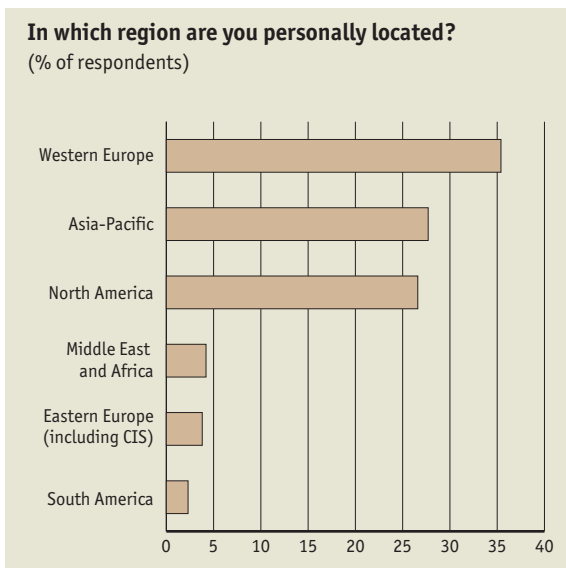 In which region are you personally located?
(% of respondents)
Western Europe
Asia-Pacific
North America
Middle East
and Africa
Eastern Europe
(including CIS)
South America
0 5 10 15 20 25 30 35 40